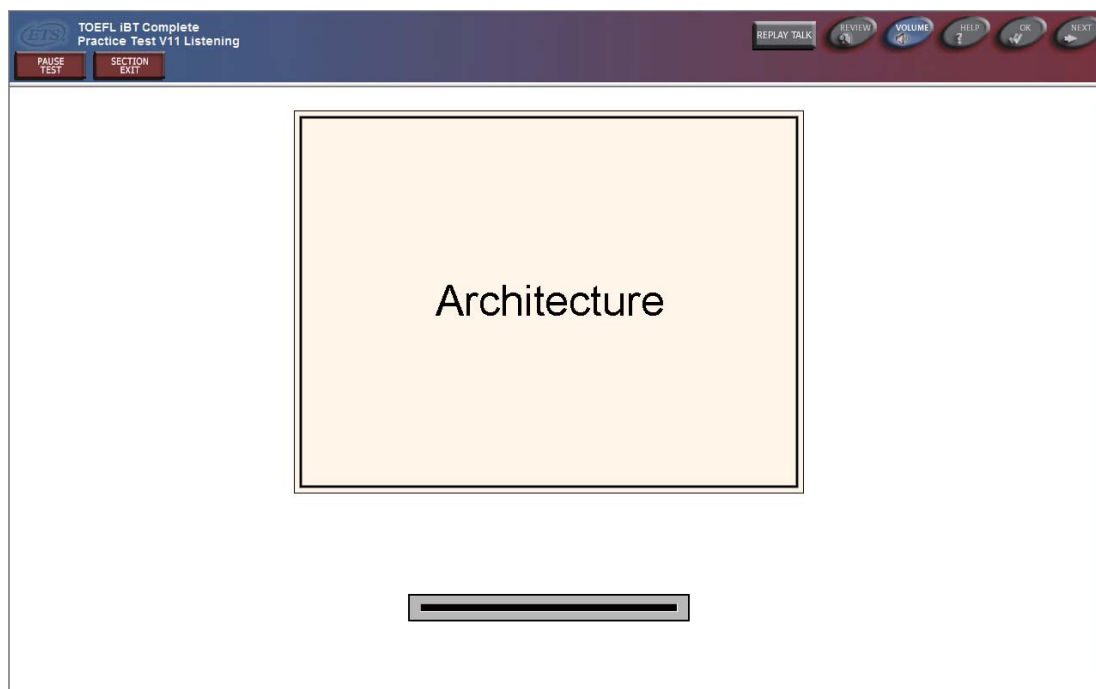 ETS
TOEFL iBT Complete
Practice Test V11 Listening
PAUSE
TEST
SECTION
EXIT
REPLAY TALK
REVIEW
VOLUME
HELP
?
OK
NEXT
Architecture